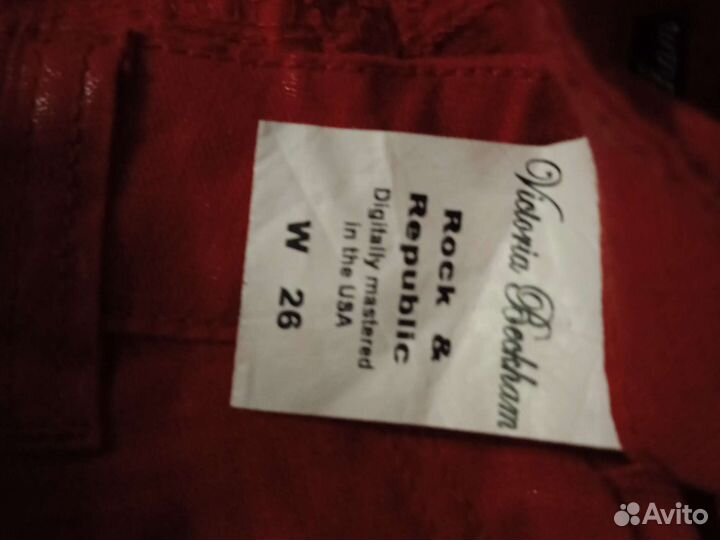 Victoria Beckham
Rock &
Republic
Digitally mastered
in the USA
W 26
Avito